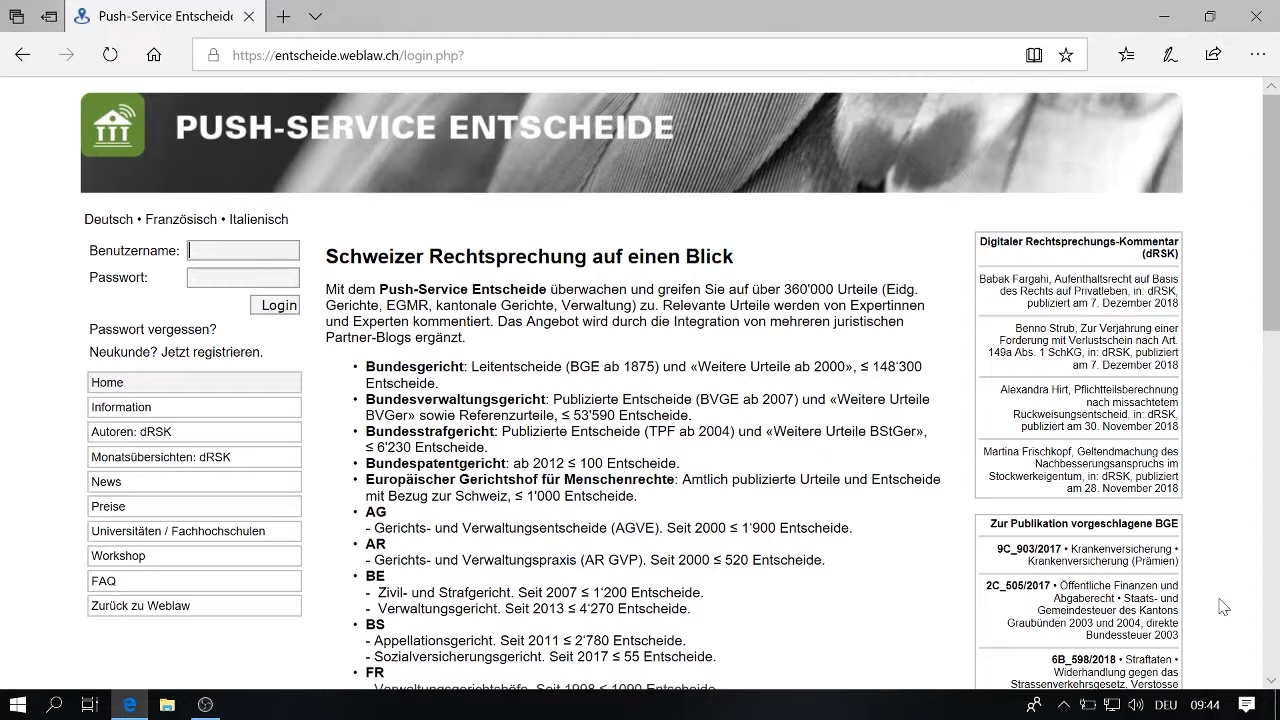 Push-Service Entscheide
https://entscheide.weblaw.ch/login.php?
PUSH-SERVICE ENTSCHEIDE
Deutsch • Französisch • Italienisch
Benutzername:
Passwort:
Login
Passwort vergessen?
Neukunde? Jetzt registrieren.
Home
Information
Autoren: dRSK
Monatsübersichten: dRSK
News
Preise
Universitäten / Fachhochschulen
Workshop
FAQ
Zurück zu Weblaw
Schweizer Rechtsprechung auf einen Blick
Mit dem Push-Service Entscheide überwachen und greifen Sie auf über 360'000 Urteile (Eidg.
Gerichte, EGMR, kantonale Gerichte, Verwaltung) zu. Relevante Urteile werden von Expertinnen
und Experten kommentiert. Das Angebot wird durch die Integration von mehreren juristischen
Partner-Blogs ergänzt.
• Bundesgericht: Leitentscheide (BGE ab 1875) und «Weitere Urteile ab 2000», ≤ 148'300
Entscheide.
• Bundesverwaltungsgericht: Publizierte Entscheide (BVGE ab 2007) und «Weitere Urteile
BVGer» sowie Referenzurteile, ≤ 53'590 Entscheide.
• Bundesstrafgericht: Publizierte Entscheide (TPF ab 2004) und «Weitere Urteile BStGer»,
≤ 6'230 Entscheide.
• Bundespatentgericht: ab 2012 ≤ 100 Entscheide.
• Europäischer Gerichtshof für Menschenrechte: Amtlich publizierte Urteile und Entscheide
mit Bezug zur Schweiz, ≤ 1'000 Entscheide.
• AG
- Gerichts- und Verwaltungsentscheide (AGVE). Seit 2000 ≤ 1'900 Entscheide.
• AR
- Gerichts- und Verwaltungspraxis (AR GVP). Seit 2000 ≤ 520 Entscheide.
• BE
- Zivil- und Strafgericht. Seit 2007 ≤ 1'200 Entscheide.
- Verwaltungsgericht. Seit 2013 ≤ 4'270 Entscheide.
• BS
- Appellationsgericht. Seit 2011 ≤ 2'780 Entscheide.
- Sozialversicherungsgericht. Seit 2017 ≤ 55 Entscheide.
• FR
- Verwaltungsgerichtshöfe. Seit 1998 ≤ 1090 Entscheide.
Digitaler Rechtsprechungs-Kommentar
(dRSK)
Babak Fargahi, Aufenthaltsrecht auf Basis
des Rechts auf Privatleben, in: dRSK,
publiziert am 7. Dezember 2018
Benno Strub, Zur Verjährung einer
Forderung mit Verlustschein nach Art.
149a Abs. 1 SchKG, in: dRSK, publiziert
am 7. Dezember 2018
Alexandra Hirt, Pflichtteilsberechnung
nach missachtetem
Rückweisungsentscheid, in: dRSK,
publiziert am 30. November 2018
Martina Frischkopf, Geltendmachung des
Nachbesserungsanspruchs im
Stockwerkeigentum, in: dRSK, publiziert
am 28. November 2018
Zur Publikation vorgeschlagene BGE
9C_903/2017 • Krankenversicherung •
Krankenversicherung (Prämien)
2C_505/2017 • Öffentliche Finanzen und
Abgaberecht • Staats- und
Gemeindesteuer des Kantons
Graubünden 2003 und 2004, direkte
Bundessteuer 2003
6B_598/2018 • Straftaten •
Widerhandlung gegen das
Strassenverkehrsgesetz, Verstösse
DEU
09:44